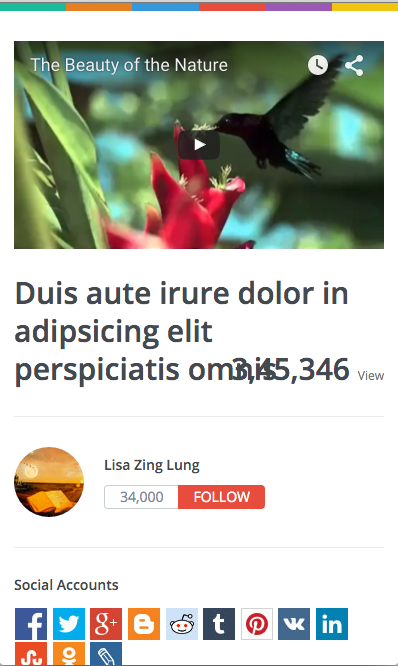 The Beauty of the Nature
Duis aute irure dolor in
adipsicing elit
perspiciatis omnis 3,45,346 View
Lisa Zing Lung
34,000 FOLLOW
Social Accounts